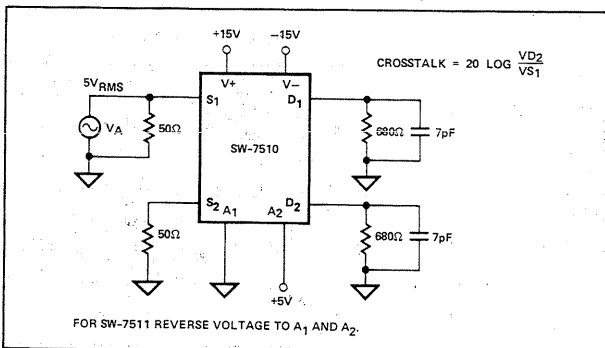 +15V
−15V
CROSSTALK = 20 LOG VD2 / VS1
5VRMS
V+
V−
S1
D1
VA
50Ω
SW-7510
680Ω
7pF
S2
A1
A2
D2
50Ω
680Ω
7pF
+5V
FOR SW-7511 REVERSE VOLTAGE TO A1 AND A2.